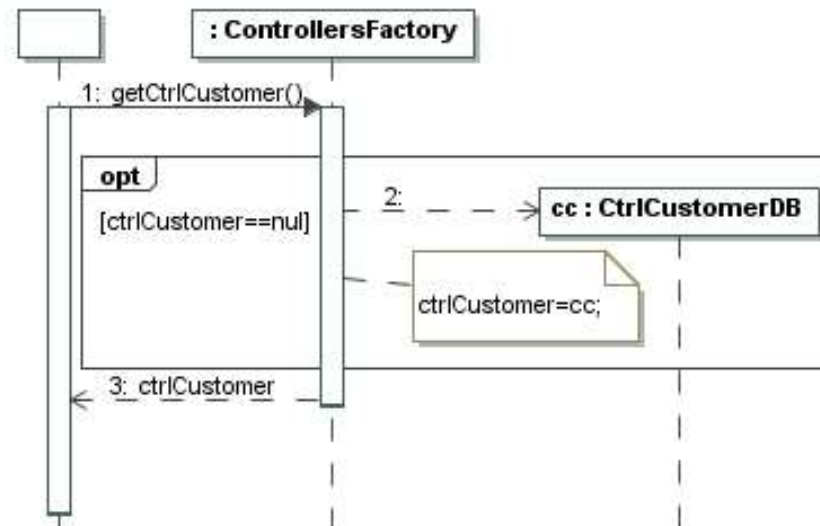 : ControllersFactory
1: getCtrlCustomer()
opt
2:
cc : CtrlCustomerDB
[ctrlCustomer==nul]
ctrlCustomer=cc;
3: ctrlCustomer